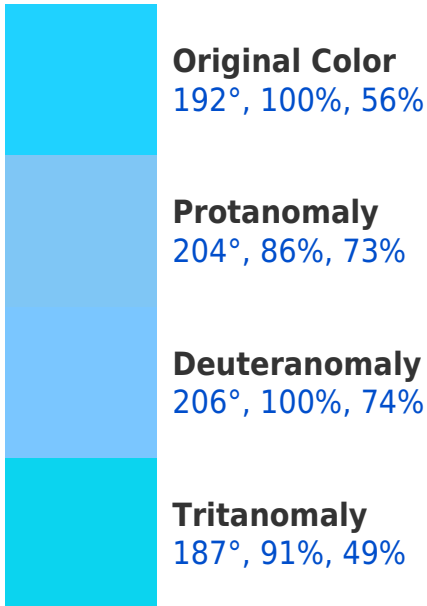 Original Color
192°, 100%, 56%
Protanomaly
204°, 86%, 73%
Deuteranomaly
206°, 100%, 74%
Tritanomaly
187°, 91%, 49%